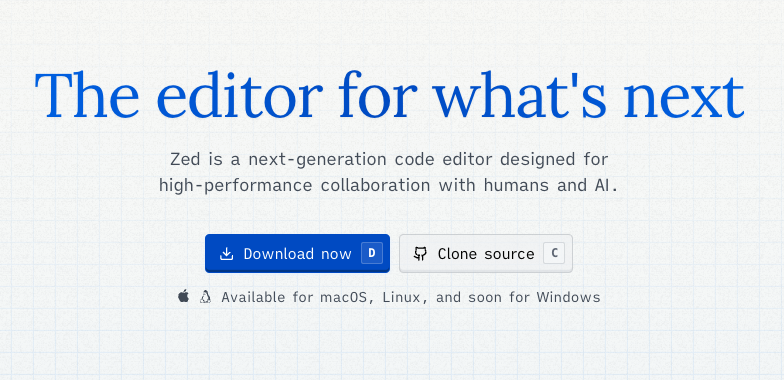 The editor for what's next
Zed is a next-generation code editor designed for
high-performance collaboration with humans and AI.
Download now D
Clone source C
Available for macOS, Linux, and soon for Windows